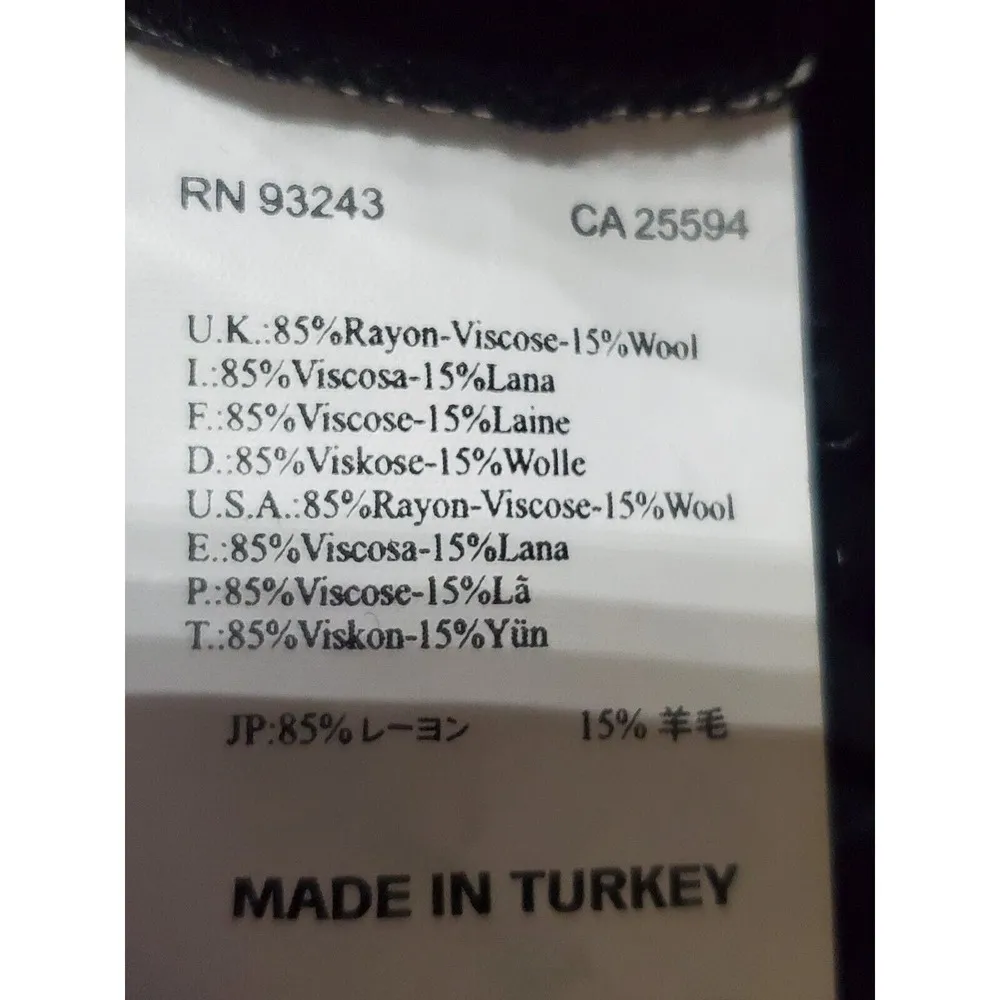 RN 93243
CA 25594
U.K.:85%Rayon-Viscose-15%Wool
I.:85%Viscosa-15%Lana
F.:85%Viscose-15%Laine
D.:85%Viskose-15%Wolle
U.S.A.:85%Rayon-Viscose-15%Wool
E.:85%Viscosa-15%Lana
P.:85%Viscose-15%Lã
T.:85%Viskon-15%Yün
JP:85%レーヨン 15% 羊毛
MADE IN TURKEY